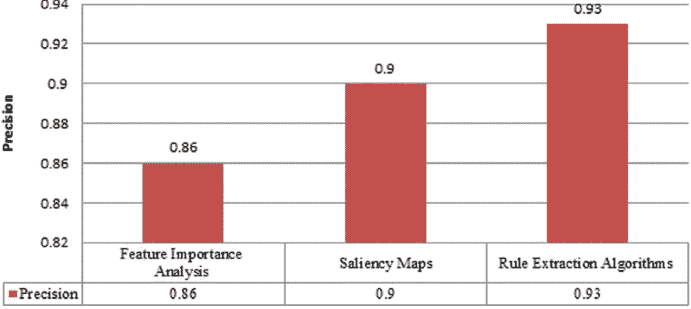 0.94
0.92
0.9
0.88
0.86
0.84
0.82
Precision
0.86
0.9
0.93
Feature Importance
Analysis
Saliency Maps
Rule Extraction Algorithms
Precision 0.86 0.9 0.93